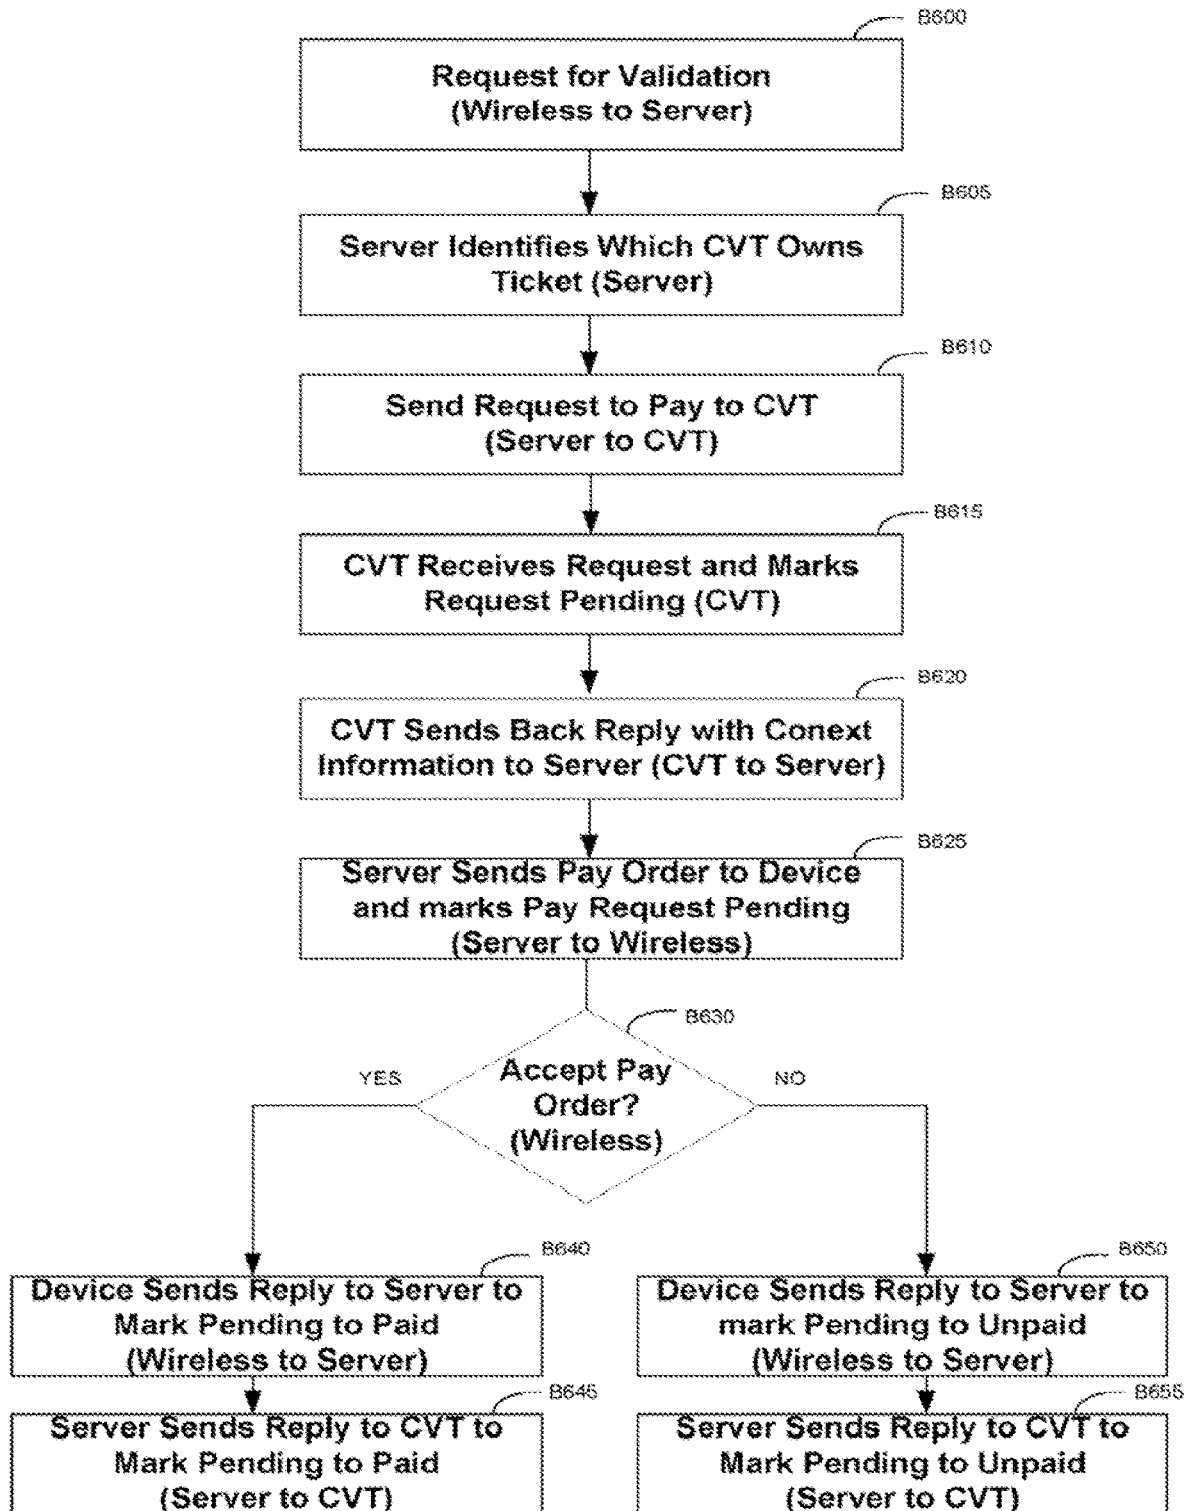 B600
Request for Validation
(Wireless to Server)
B605
Server Identifies Which CVT Owns
Ticket (Server)
B610
Send Request to Pay to CVT
(Server to CVT)
B615
CVT Receives Request and Marks
Request Pending (CVT)
B620
CVT Sends Back Reply with Conext
Information to Server (CVT to Server)
B625
Server Sends Pay Order to Device
and marks Pay Request Pending
(Server to Wireless)
B630
YES
Accept Pay
Order?
(Wireless)
NO
B640
Device Sends Reply to Server to
Mark Pending to Paid
(Wireless to Server)
B650
Device Sends Reply to Server to
mark Pending to Unpaid
(Wireless to Server)
B645
Server Sends Reply to CVT to
Mark Pending to Paid
(Server to CVT)
B655
Server Sends Reply to CVT to
Mark Pending to Unpaid
(Server to CVT)